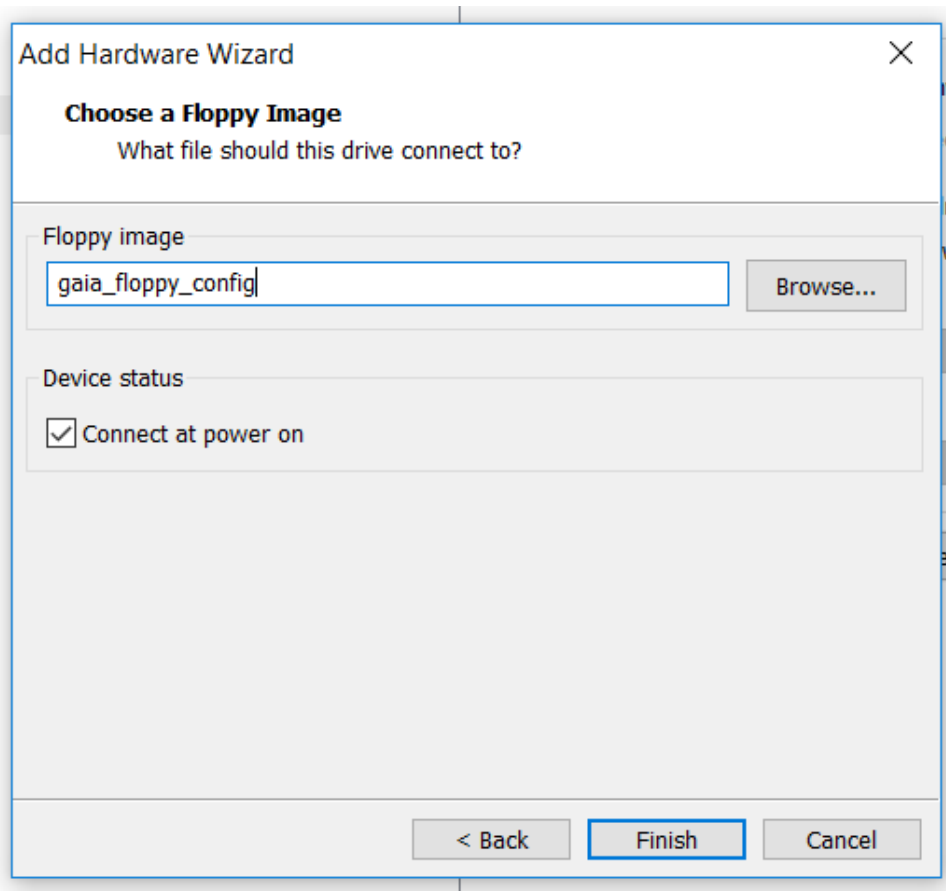 Add Hardware Wizard
Choose a Floppy Image
What file should this drive connect to?
Floppy image
gaia_floppy_config
Browse...
Device status
Connect at power on
< Back
Finish
Cancel